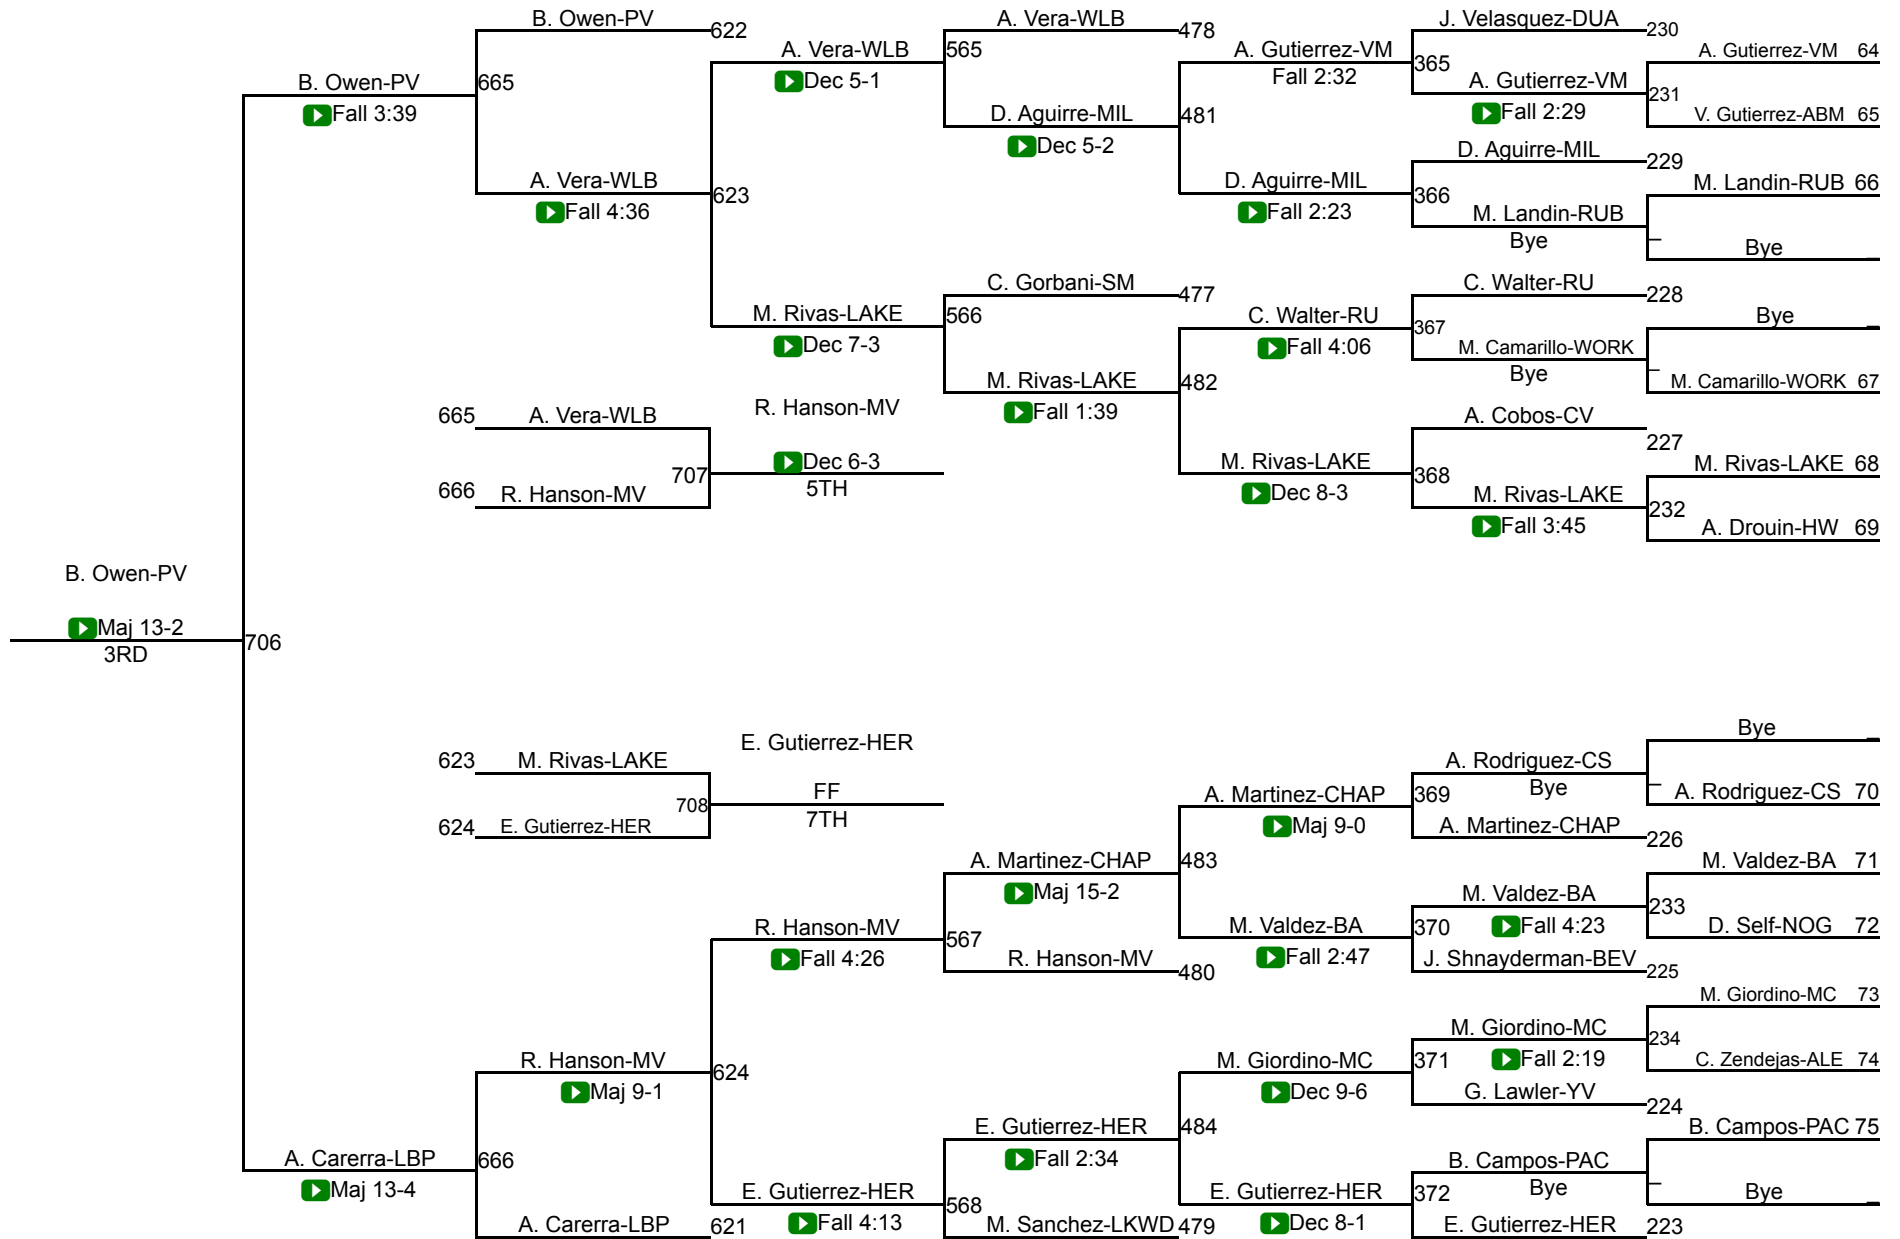 B. Owen-PV
622
A. Vera-WLB
478
J. Velasquez-DUA
230
A. Gutierrez-VM 64
A. Vera-WLB
565
Dec 5-1
A. Gutierrez-VM
365
Fall 2:32
B. Owen-PV
665
Fall 3:39
A. Gutierrez-VM
231
Fall 2:29
V. Gutierrez-ABM 65
D. Aguirre-MIL
481
Dec 5-2
D. Aguirre-MIL
229
A. Vera-WLB
623
Fall 4:36
D. Aguirre-MIL
366
Fall 2:23
M. Landin-RUB 66
M. Landin-RUB
Bye
_
Bye _
C. Gorbani-SM
477
C. Walter-RU
228
M. Rivas-LAKE
566
Dec 7-3
C. Walter-RU
367
Fall 4:06
Bye _
M. Camarillo-WORK
Bye
_
M. Camarillo-WORK 67
M. Rivas-LAKE
482
Fall 1:39
R. Hanson-MV
665 A. Vera-WLB
A. Cobos-CV
227
707
Dec 6-3
5TH
M. Rivas-LAKE
368
Dec 8-3
M. Rivas-LAKE 68
666 R. Hanson-MV
M. Rivas-LAKE
232
Fall 3:45
A. Drouin-HW 69
B. Owen-PV
Maj 13-2
706
3RD
Bye _
E. Gutierrez-HER
623 M. Rivas-LAKE
A. Rodriguez-CS
Bye
_
A. Rodriguez-CS 70
708
FF
7TH
A. Martinez-CHAP
369
Maj 9-0
624 E. Gutierrez-HER
A. Martinez-CHAP
226
A. Martinez-CHAP
483
Maj 15-2
M. Valdez-BA 71
M. Valdez-BA
233
Fall 4:23
R. Hanson-MV
567
Fall 4:26
M. Valdez-BA
370
Fall 2:47
D. Self-NOG 72
R. Hanson-MV
480
J. Shnayderman-BEV
225
M. Giordino-MC 73
M. Giordino-MC
234
Fall 2:19
R. Hanson-MV
624
Maj 9-1
M. Giordino-MC
371
Dec 9-6
C. Zendejas-ALE 74
G. Lawler-YV
224
E. Gutierrez-HER
484
Fall 2:34
B. Campos-PAC 75
A. Carerra-LBP
666
Maj 13-4
B. Campos-PAC
Bye
_
Bye _
E. Gutierrez-HER
568
Fall 4:13
E. Gutierrez-HER
372
Dec 8-1
A. Carerra-LBP
621
M. Sanchez-LKWD
479
E. Gutierrez-HER
223